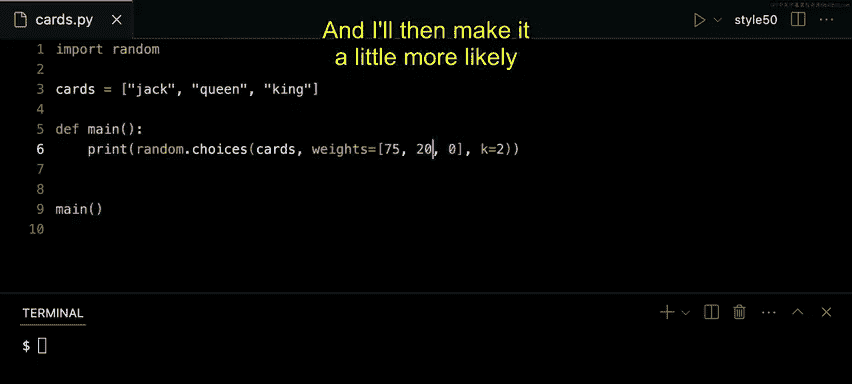 cards.py
style50
And I'll then make it
a little more likely
1 import random
2
3 cards = ["jack", "queen", "king"]
4
5 def main():
6     print(random.choices(cards, weights=[75, 20, 0], k=2))
7
8
9 main()
10
TERMINAL
$